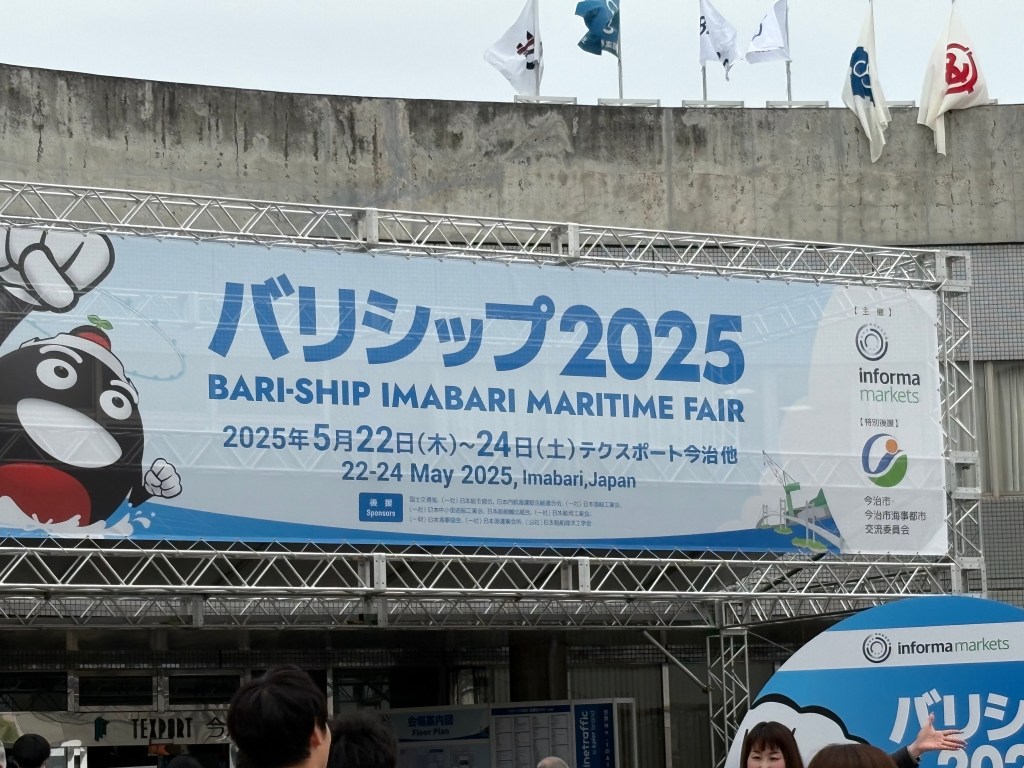 バリシップ2025
BARI-SHIP IMABARI MARITIME FAIR
2025年5月22日(木)~24日(土)テクスポート今治 他
22-24 May 2025, Imabari,Japan
後援
Sponsors
【主催】
informa
markets
【特別後援】
今治市・
今治市海事都市
交流委員会
informa markets
バリシ
202
TEXPORT 今
会場案内図
Floor Plan